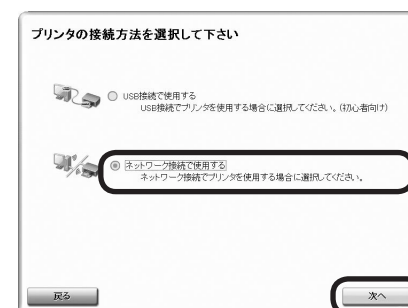 プリンタの接続方法を選択して下さい
USB接続で使用する
USB接続でプリンタを使用する場合に選択してください。(初心者向け)
ネットワーク接続で使用する
ネットワーク接続でプリンタを使用する場合に選択してください。
戻る
次へ